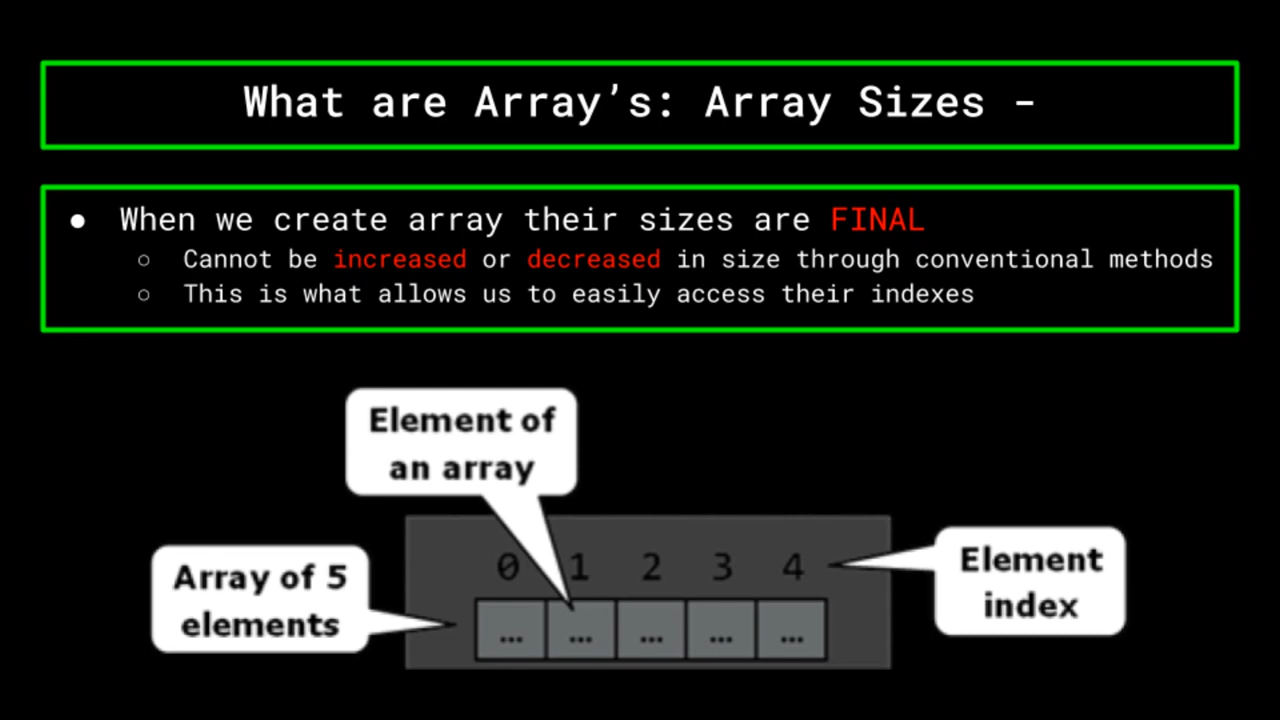 What are Array’s: Array Sizes -
● When we create array their sizes are FINAL
○ Cannot be increased or decreased in size through conventional methods
○ This is what allows us to easily access their indexes
Element of
an array
Array of 5
elements
0 1 2 3 4
... ... ... ... ...
Element
index